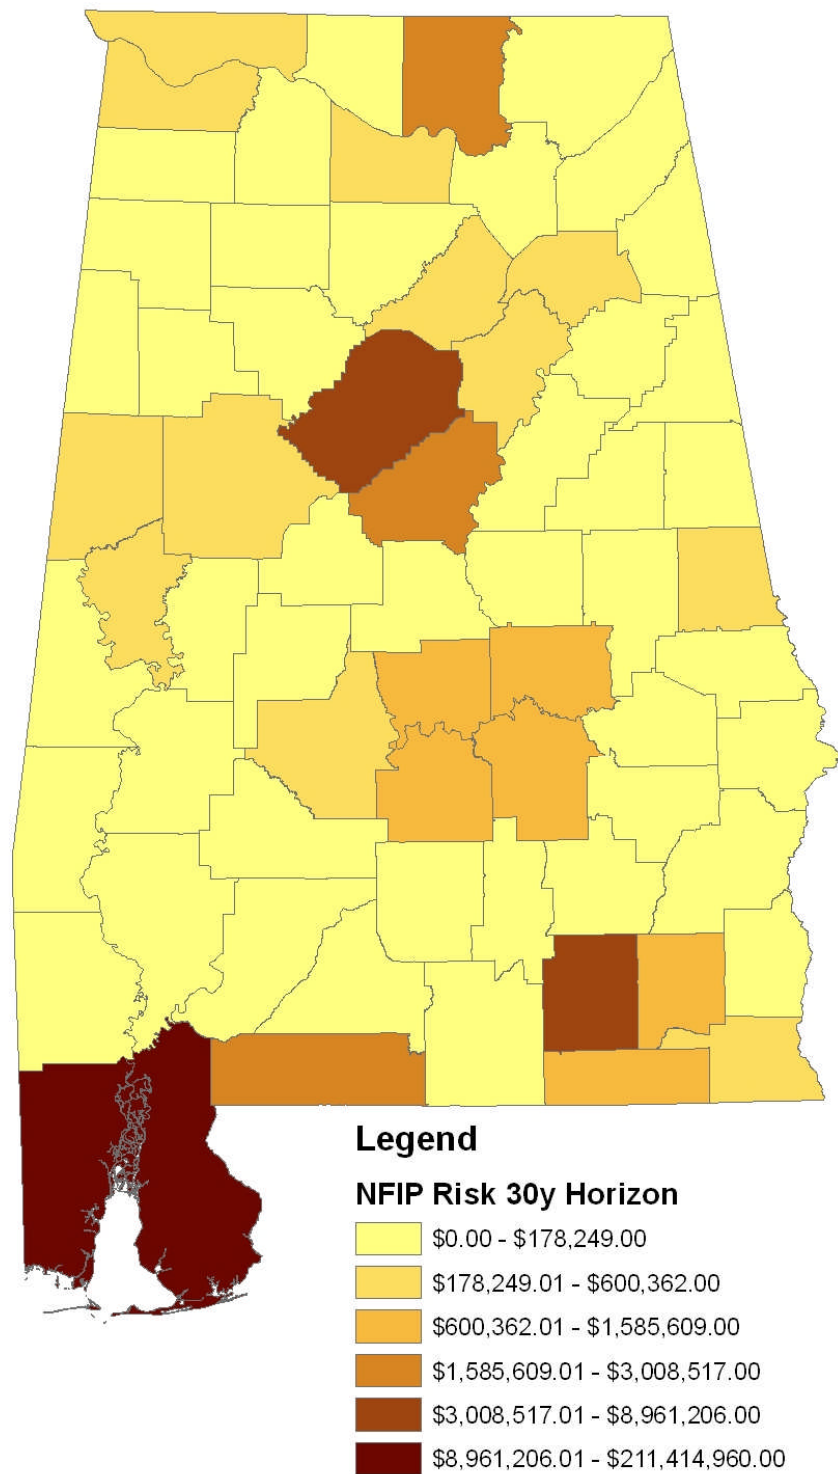 Legend
NFIP Risk 30y Horizon
$0.00 - $178,249.00
$178,249.01 - $600,362.00
$600,362.01 - $1,585,609.00
$1,585,609.01 - $3,008,517.00
$3,008,517.01 - $8,961,206.00
$8,961,206.01 - $211,414,960.00